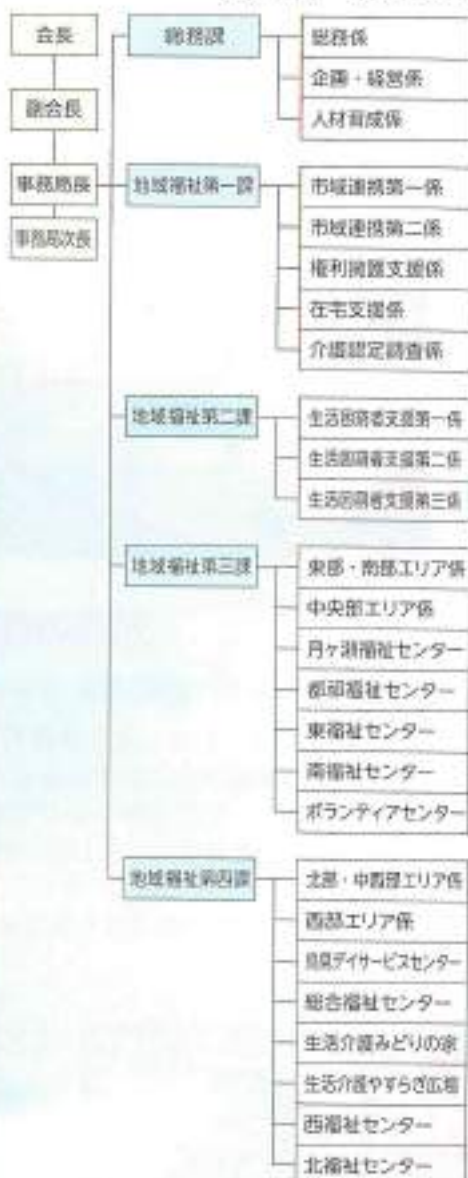 会長
副会長
事務局長
事務局次長
総務課
総務係
企画・経営係
人材育成係
地域福祉第一課
市域連携第一係
市域連携第二係
権利擁護支援係
在宅支援係
介護認定調査係
地域福祉第二課
生活困窮者支援第一係
生活困窮者支援第二係
生活困窮者支援第三係
地域福祉第三課
東部・南部エリア係
中央部エリア係
月ヶ瀬福祉センター
都祁福祉センター
東福祉センター
南福祉センター
ボランティアセンター
地域福祉第四課
北部・中西部エリア係
西部エリア係
鳥見デイサービスセンター
総合福祉センター
生活介護みどりの家
生活介護やすらぎ広場
西福祉センター
北福祉センター